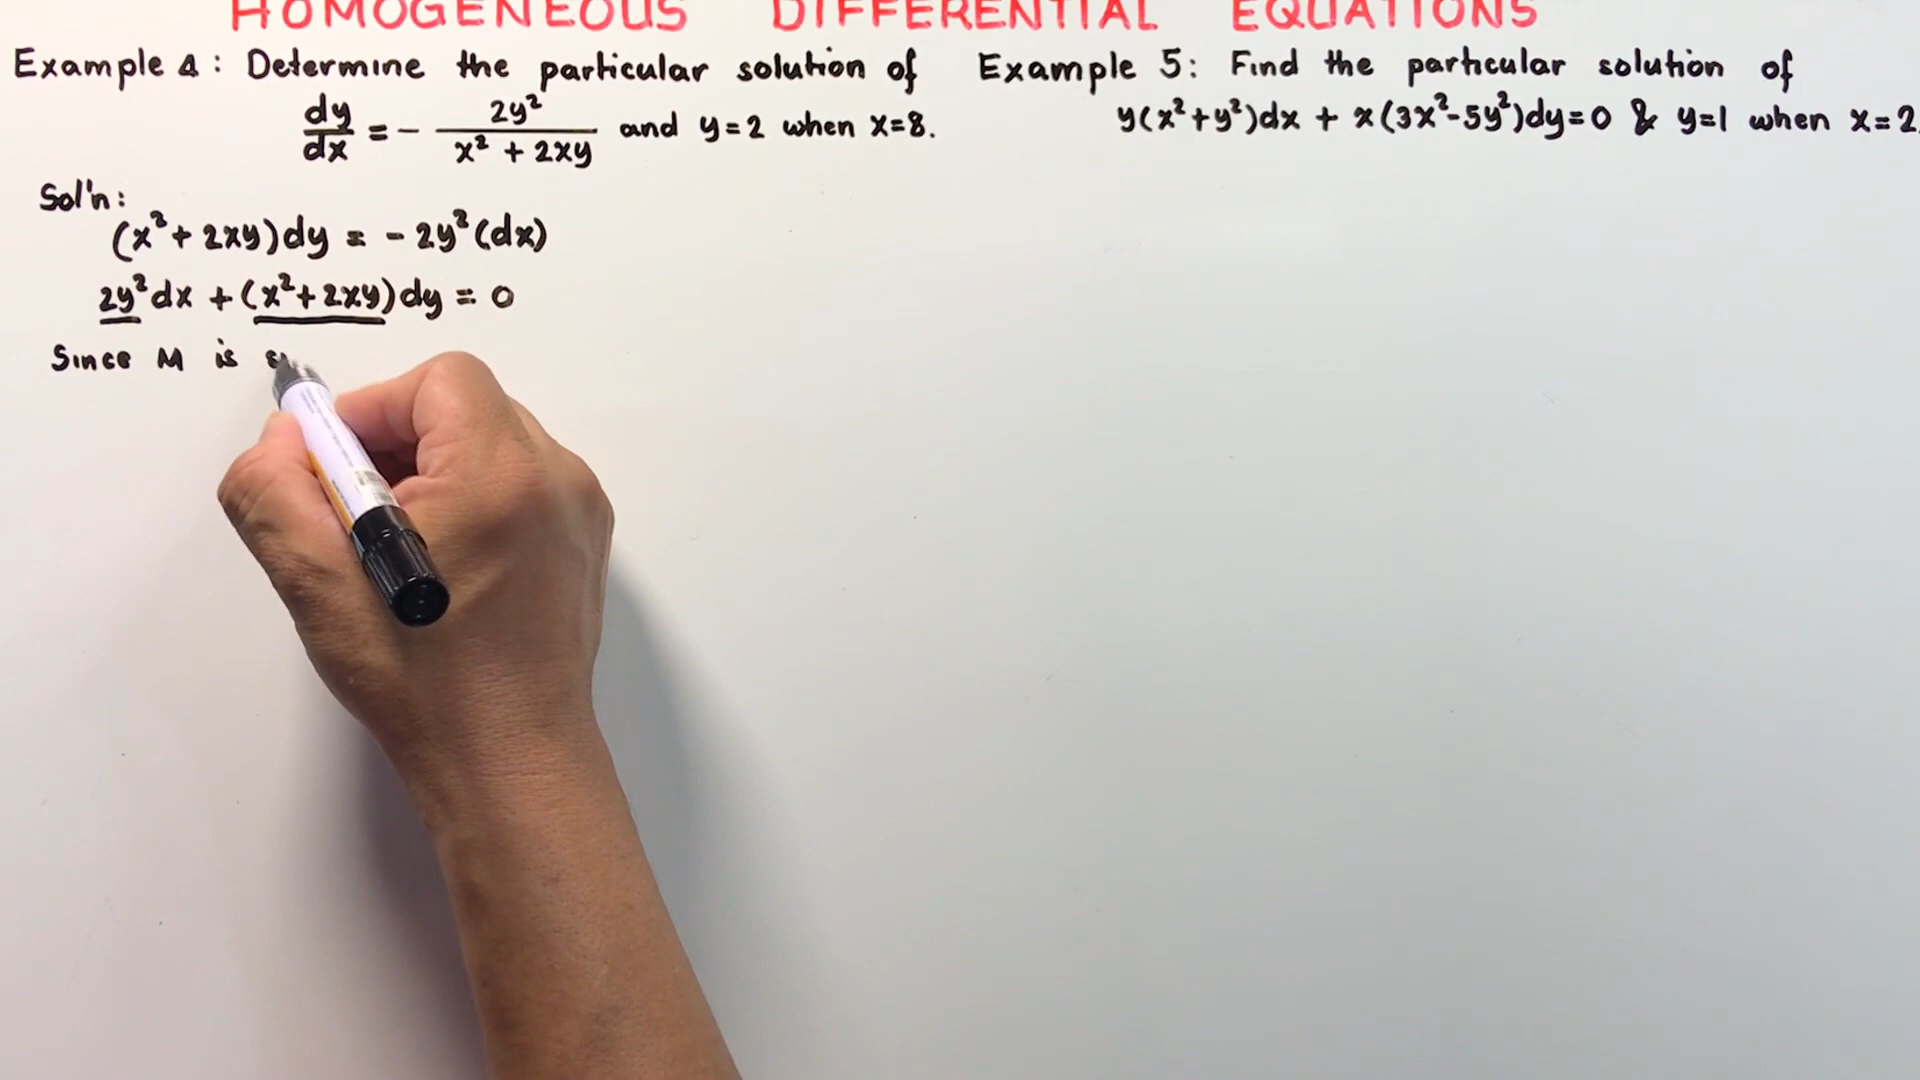 HOMOGENEOUS DIFFERENTIAL EQUATIONS
Example 4: Determine the particular solution of
dy/dx = - 2y²/(x² + 2xy) and y=2 when x=8.
Sol'n:
(x²+ 2xy)dy = - 2y²(dx)
2y²dx + (x²+2xy)dy = 0
Since M is
Example 5: Find the particular solution of
y(x²+y²)dx + x(3x²-5y²)dy=0 & y=1 when x=2.